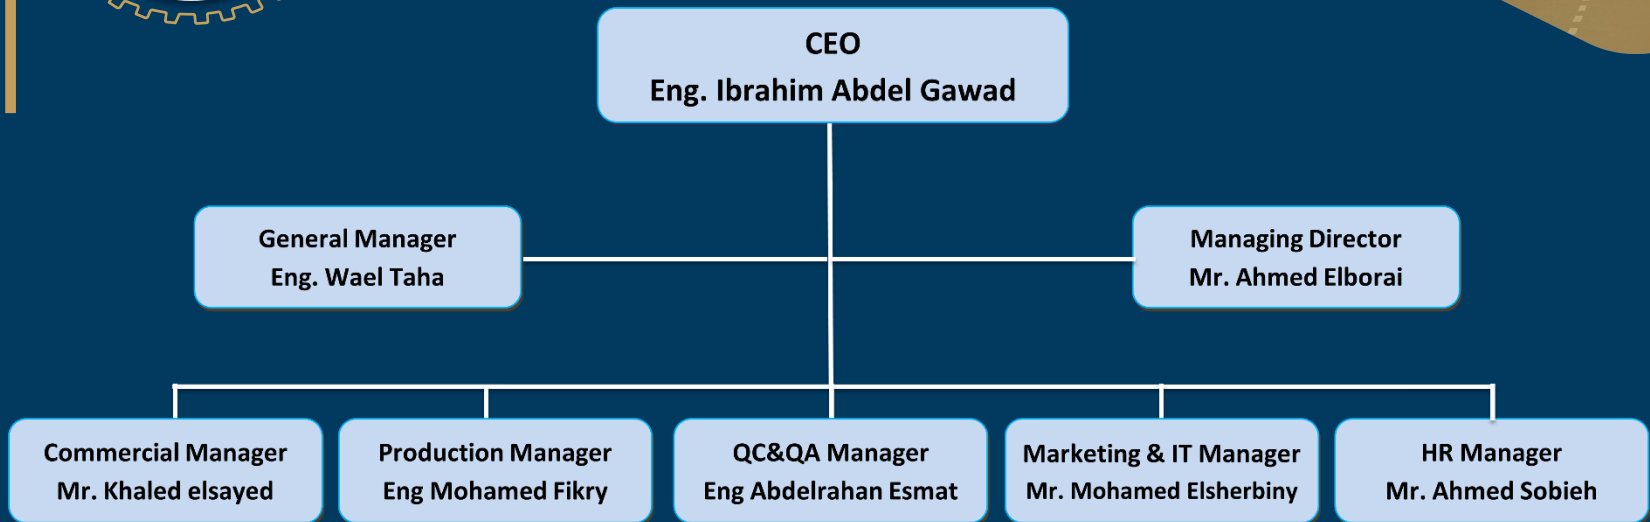 CEO
Eng. Ibrahim Abdel Gawad
General Manager
Eng. Wael Taha
Managing Director
Mr. Ahmed Elborai
Commercial Manager
Mr. Khaled elsayed
Production Manager
Eng Mohamed Fikry
QC&QA Manager
Eng Abdelrahan Esmat
Marketing & IT Manager
Mr. Mohamed Elsherbiny
HR Manager
Mr. Ahmed Sobieh